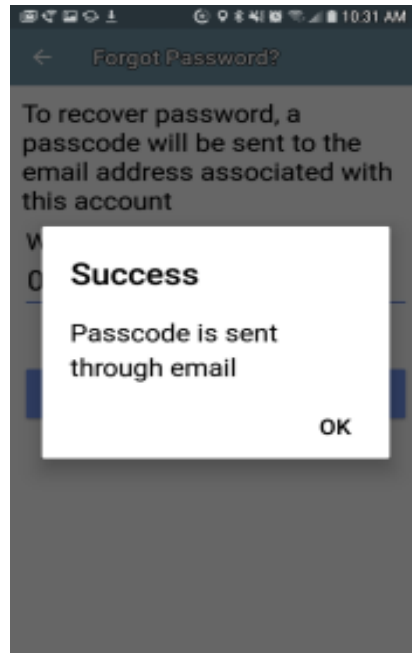 10:31 AM
Forgot Password?
To recover password, a
passcode will be sent to the
email address associated with
this account
W
0
Success
Passcode is sent
through email
OK